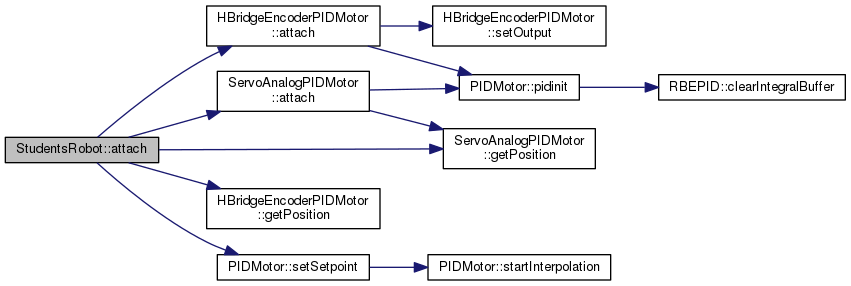 StudentsRobot::attach
HBridgeEncoderPIDMotor
::attach
HBridgeEncoderPIDMotor
::setOutput
ServoAnalogPIDMotor
::attach
PIDMotor::pidinit
RBEPID::clearIntegralBuffer
ServoAnalogPIDMotor
::getPosition
HBridgeEncoderPIDMotor
::getPosition
PIDMotor::setSetpoint
PIDMotor::startInterpolation